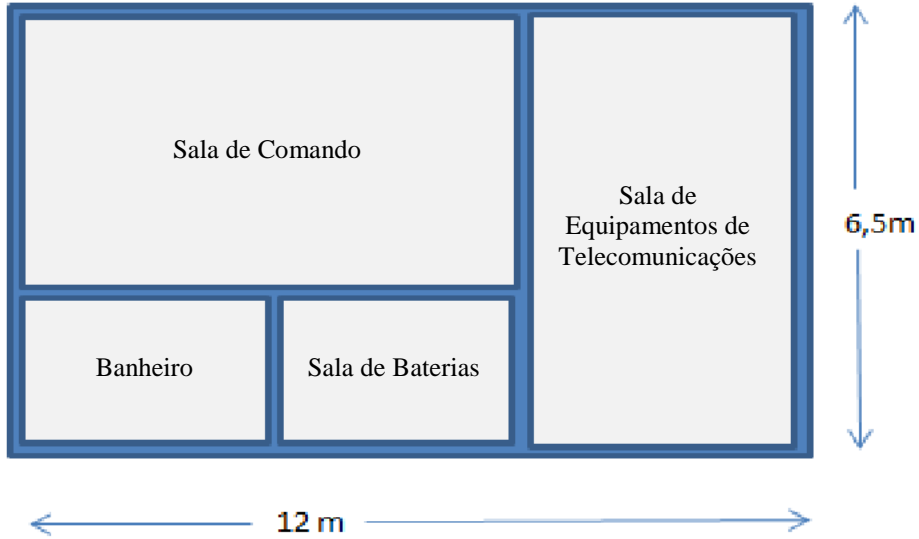 Sala de Comando
Sala de
Equipamentos de
Telecomunicações
6,5m
Banheiro
Sala de Baterias
12 m